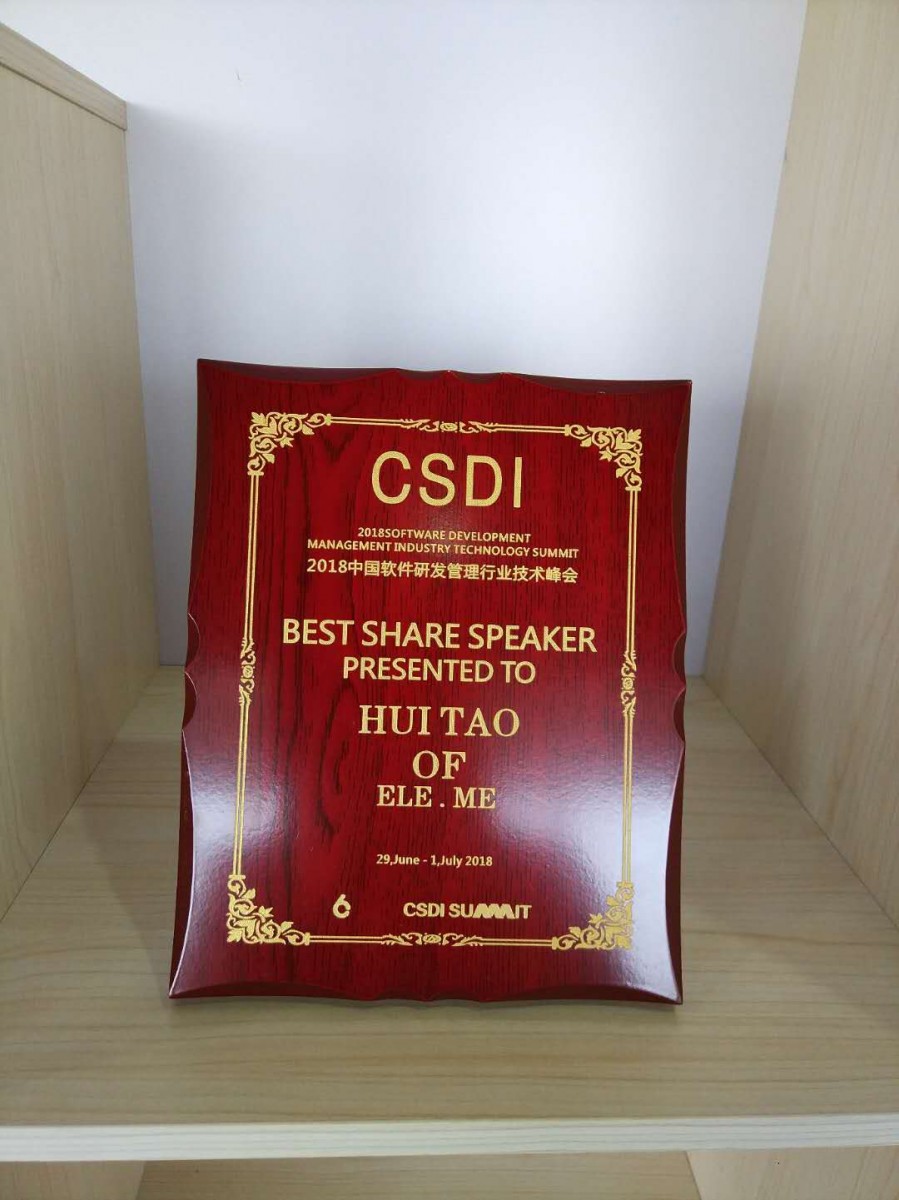 CSDI
2018SOFTWARE DEVELOPMENT
MANAGEMENT INDUSTRY TECHNOLOGY SUMMIT
2018中国软件研发管理行业技术峰会
BEST SHARE SPEAKER
PRESENTED TO
HUI TAO
OF
ELE . ME
29,June - 1,July 2018
CSDI SUMMIT